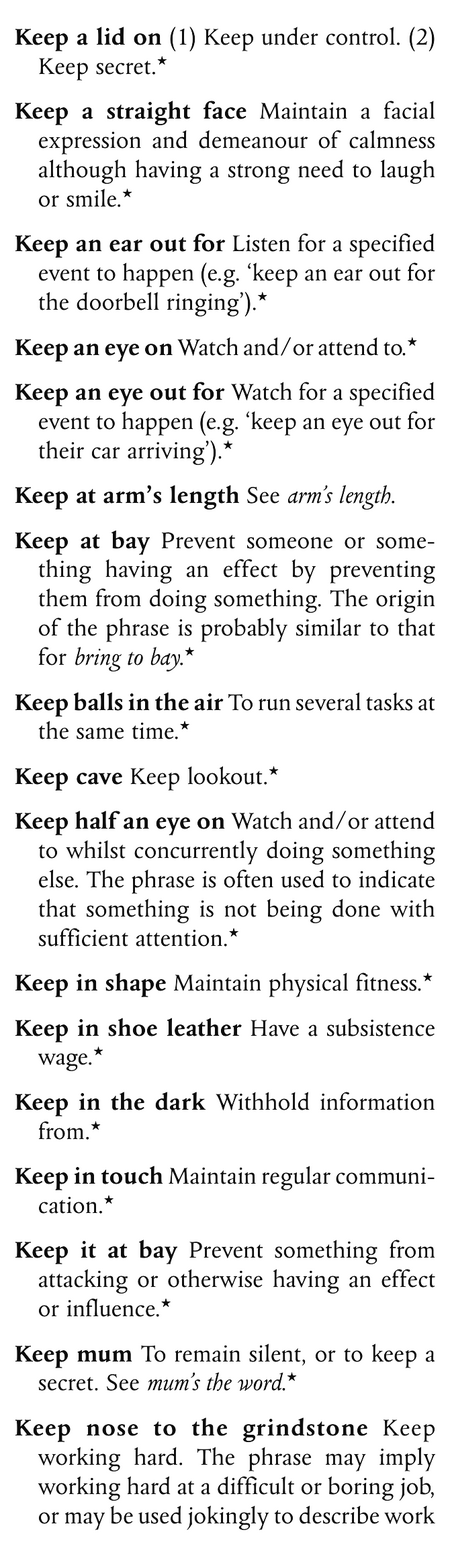 Keep a lid on (1) Keep under control. (2)
Keep secret.★
Keep a straight face Maintain a facial
expression and demeanour of calmness
although having a strong need to laugh
or smile.★
Keep an ear out for Listen for a specified
event to happen (e.g. ‘keep an ear out for
the doorbell ringing’).★
Keep an eye on Watch and/or attend to.★
Keep an eye out for Watch for a specified
event to happen (e.g. ‘keep an eye out for
their car arriving’).★
Keep at arm’s length See arm’s length.
Keep at bay Prevent someone or some-
thing having an effect by preventing
them from doing something. The origin
of the phrase is probably similar to that
for bring to bay.★
Keep balls in the air To run several tasks at
the same time.★
Keep cave Keep lookout.★
Keep half an eye on Watch and/or attend
to whilst concurrently doing something
else. The phrase is often used to indicate
that something is not being done with
sufficient attention.★
Keep in shape Maintain physical fitness.★
Keep in shoe leather Have a subsistence
wage.★
Keep in the dark Withhold information
from.★
Keep in touch Maintain regular communi-
cation.★
Keep it at bay Prevent something from
attacking or otherwise having an effect
or influence.★
Keep mum To remain silent, or to keep a
secret. See mum’s the word.★
Keep nose to the grindstone Keep
working hard. The phrase may imply
working hard at a difficult or boring job,
or may be used jokingly to describe work